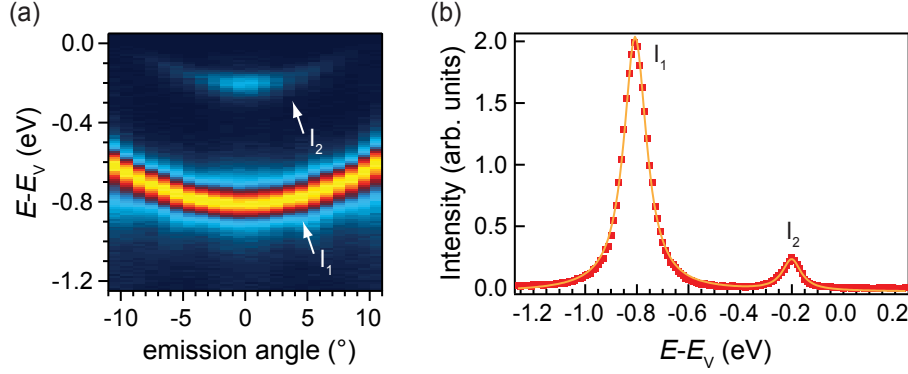 (a)
0.0
-0.4
-0.8
-1.2
E-E_V (eV)
I_2
I_1
-10 -5 0 5 10
emission angle (°)
(b)
2.0
1.5
1.0
0.5
0.0
Intensity (arb. units)
I_1
I_2
-1.2 -1.0 -0.8 -0.6 -0.4 -0.2 0.0 0.2
E-E_V (eV)